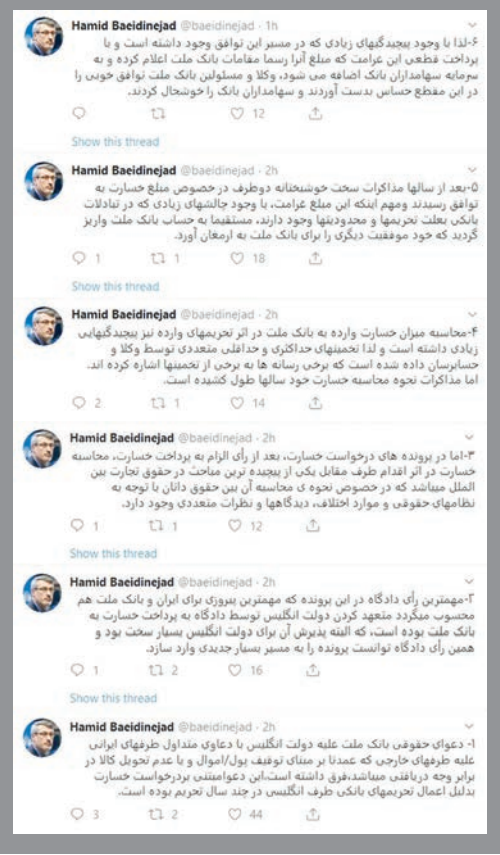 Hamid Baeidinejad @baeidinejad · 1h
۶-لذا با وجود پیچیدگیهای زیادی که در مسیر این توافق وجود داشته است و با
پرداخت قطعی این غرامت که مبلغ آنرا رسما مقامات بانک ملت اعلام کرده و به
سرمایه سهامداران بانک اضافه می شود، وکلا و مسئولین بانک ملت توافق خوبی را
در این مقطع حساس بدست آوردند و سهامداران بانک را خوشحال کردند.
12
Show this thread
Hamid Baeidinejad @baeidinejad · 2h
۵-بعد از سالها مذاکرات سخت خوشبختانه دوطرف در خصوص مبلغ خسارت به
توافق رسیدند ومهم اینکه این مبلغ غرامت، با وجود چالشهای زیادی که در تبادلات
بانکی بعلت تحریمها و محدودیتها وجود دارند، مستقیما به حساب بانک ملت واریز
گردید که خود موفقیت دیگری را برای بانک ملت به ارمغان آورد.
1 1 18
Show this thread
Hamid Baeidinejad @baeidinejad · 2h
۴-محاسبه میزان خسارت وارده به بانک ملت در اثر تحریمهای وارده نیز پیچیدگیهایی
زیادی داشته است و لذا تخمینهای حداکثری و حداقلی متعددی توسط وکلا و
حسابرسان داده شده است که برخی رسانه ها به برخی از تخمینها اشاره کرده اند.
اما مذاکرات نحوه محاسبه خسارت خود سالها طول کشیده است.
2 1 14
Hamid Baeidinejad @baeidinejad · 2h
۳-اما در پرونده های درخواست خسارت، بعد از رأی الزام به پرداخت خسارت، محاسبه
خسارت در اثر اقدام طرف مقابل یکی از پیچیده ترین مباحث در حقوق تجارت بین
الملل میباشد که در خصوص نحوه ی محاسبه آن بین حقوق دانان با توجه به
نظامهای حقوقی و موارد اختلاف، دیدگاهها و نظرات متعددی وجود دارد.
1 1 12
Show this thread
Hamid Baeidinejad @baeidinejad · 2h
۲-مهمترین رأی دادگاه در این پرونده که مهمترین پیروزی برای ایران و بانک ملت هم
محسوب میگردد متعهد کردن دولت انگلیس توسط دادگاه به پرداخت خسارت به
بانک ملت بوده است، که البته پذیرش آن برای دولت انگلیس بسیار سخت بود و
همین رأی دادگاه توانست پرونده را به مسیر بسیار جدیدی وارد سازد.
1 2 16
Show this thread
Hamid Baeidinejad @baeidinejad · 2h
۱- دعوای حقوقی بانک ملت علیه دولت انگلیس با دعاوی متداول طرفهای ایرانی
علیه طرفهای خارجی که عمدتا بر مبنای توقیف پول/اموال و یا عدم تحویل کالا در
برابر وجه دریافتی میباشد،فرق داشته است.این دعوامبتنی بردرخواست خسارت
بدلیل اعمال تحریمهای بانکی طرف انگلیسی در چند سال تحریم بوده است.
3 2 44